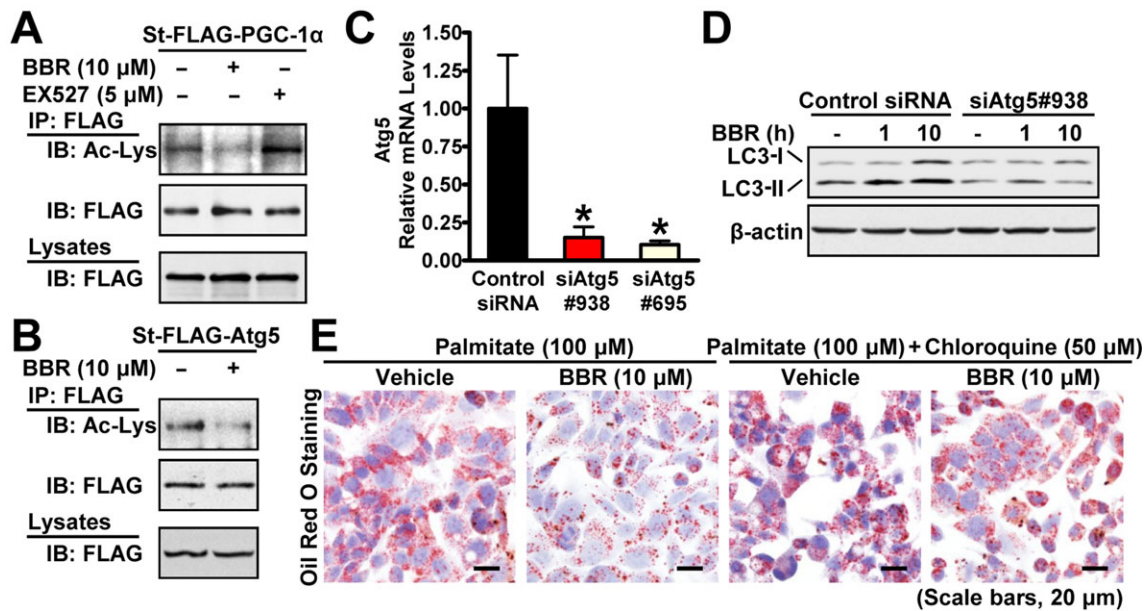 A
St-FLAG-PGC-1α
BBR (10 µM) – + –
EX527 (5 µM) – – +
IP: FLAG
IB: Ac-Lys
IB: FLAG
Lysates
IB: FLAG
B
St-FLAG-Atg5
BBR (10 µM) – +
IP: FLAG
IB: Ac-Lys
IB: FLAG
Lysates
IB: FLAG
C
Atg5
Relative mRNA Levels
1.50
1.25
1.00
0.75
0.50
0.25
0.00
* *
Control siRNA
siAtg5 #938
siAtg5 #695
D
Control siRNA siAtg5#938
BBR (h) - 1 10 - 1 10
LC3-I
LC3-II
β-actin
E
Palmitate (100 µM) Palmitate (100 µM) + Chloroquine (50 µM)
Vehicle BBR (10 µM) Vehicle BBR (10 µM)
Oil Red O Staining
(Scale bars, 20 µm)